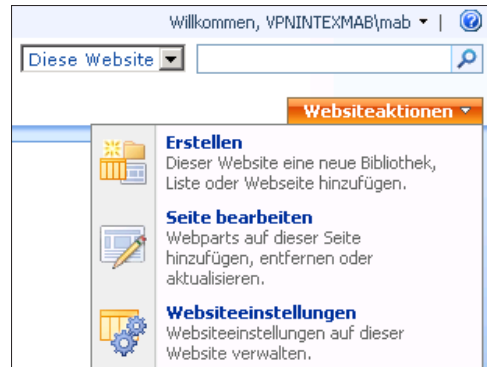 Willkommen, VPNINTEXMAB\mab ▾ | ?
Diese Website
Websiteaktionen
Erstellen
Dieser Website eine neue Bibliothek,
Liste oder Webseite hinzufügen.
Seite bearbeiten
Webparts auf dieser Seite
hinzufügen, entfernen oder
aktualisieren.
Websiteeinstellungen
Websiteeinstellungen auf dieser
Website verwalten.